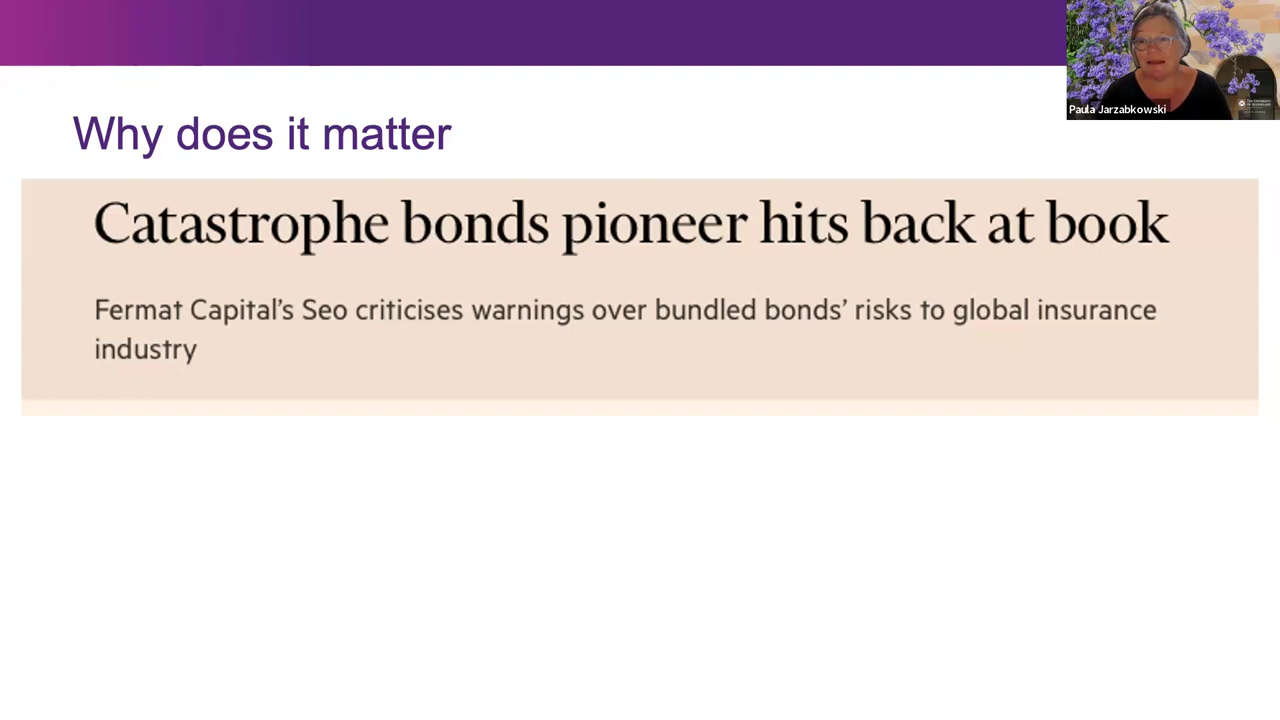 Paula Jarzabkowski
Why does it matter
Catastrophe bonds pioneer hits back at book
Fermat Capital’s Seo criticises warnings over bundled bonds’ risks to global insurance
industry